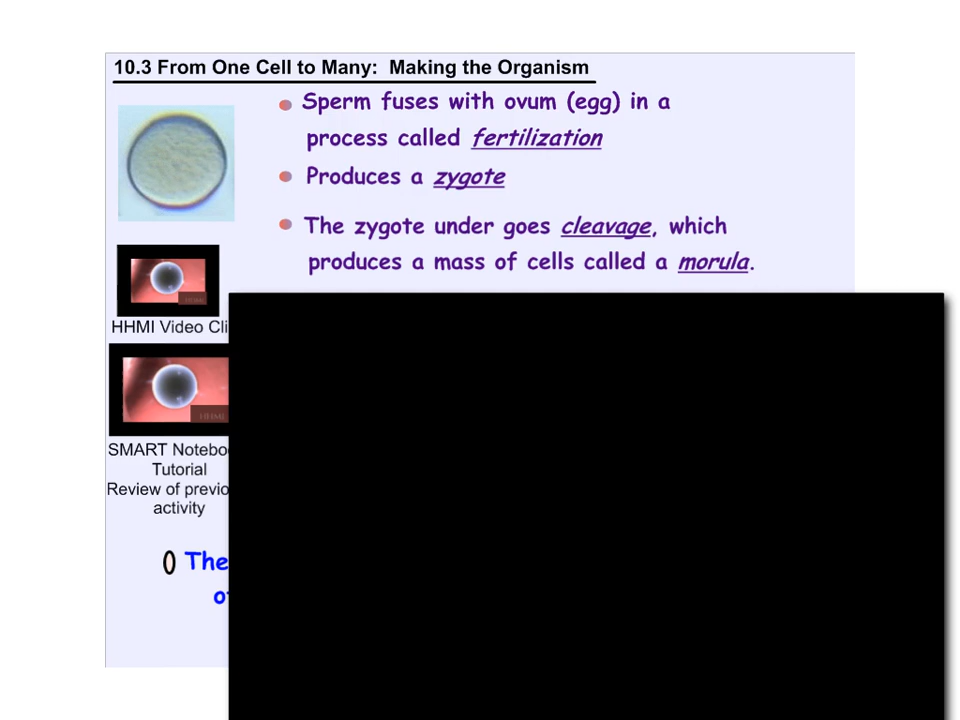 10.3 From One Cell to Many: Making the Organism
Sperm fuses with ovum (egg) in a
process called fertilization
Produces a zygote
The zygote under goes cleavage, which
produces a mass of cells called a morula.
HHMI Video Cli
HHMI
SMART Notebo
Tutorial
Review of previo
activity
The
of